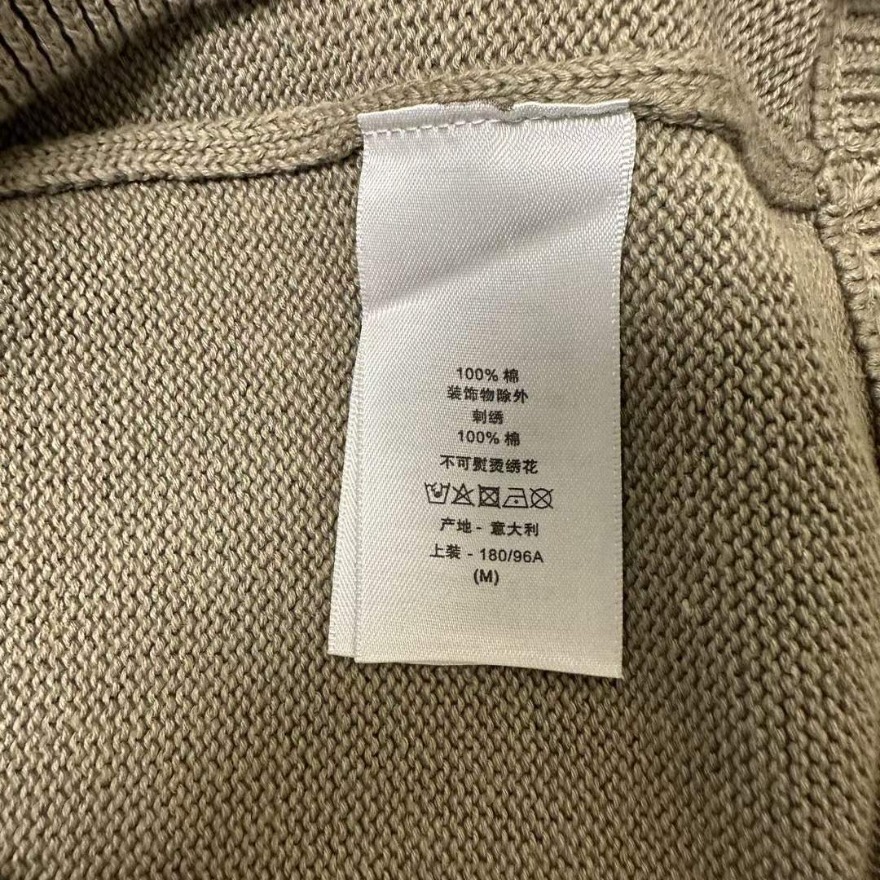 100% 棉
装饰物除外
刺绣
100% 棉
不可熨烫绣花
产地 - 意大利
上装 - 180/96A
(M)